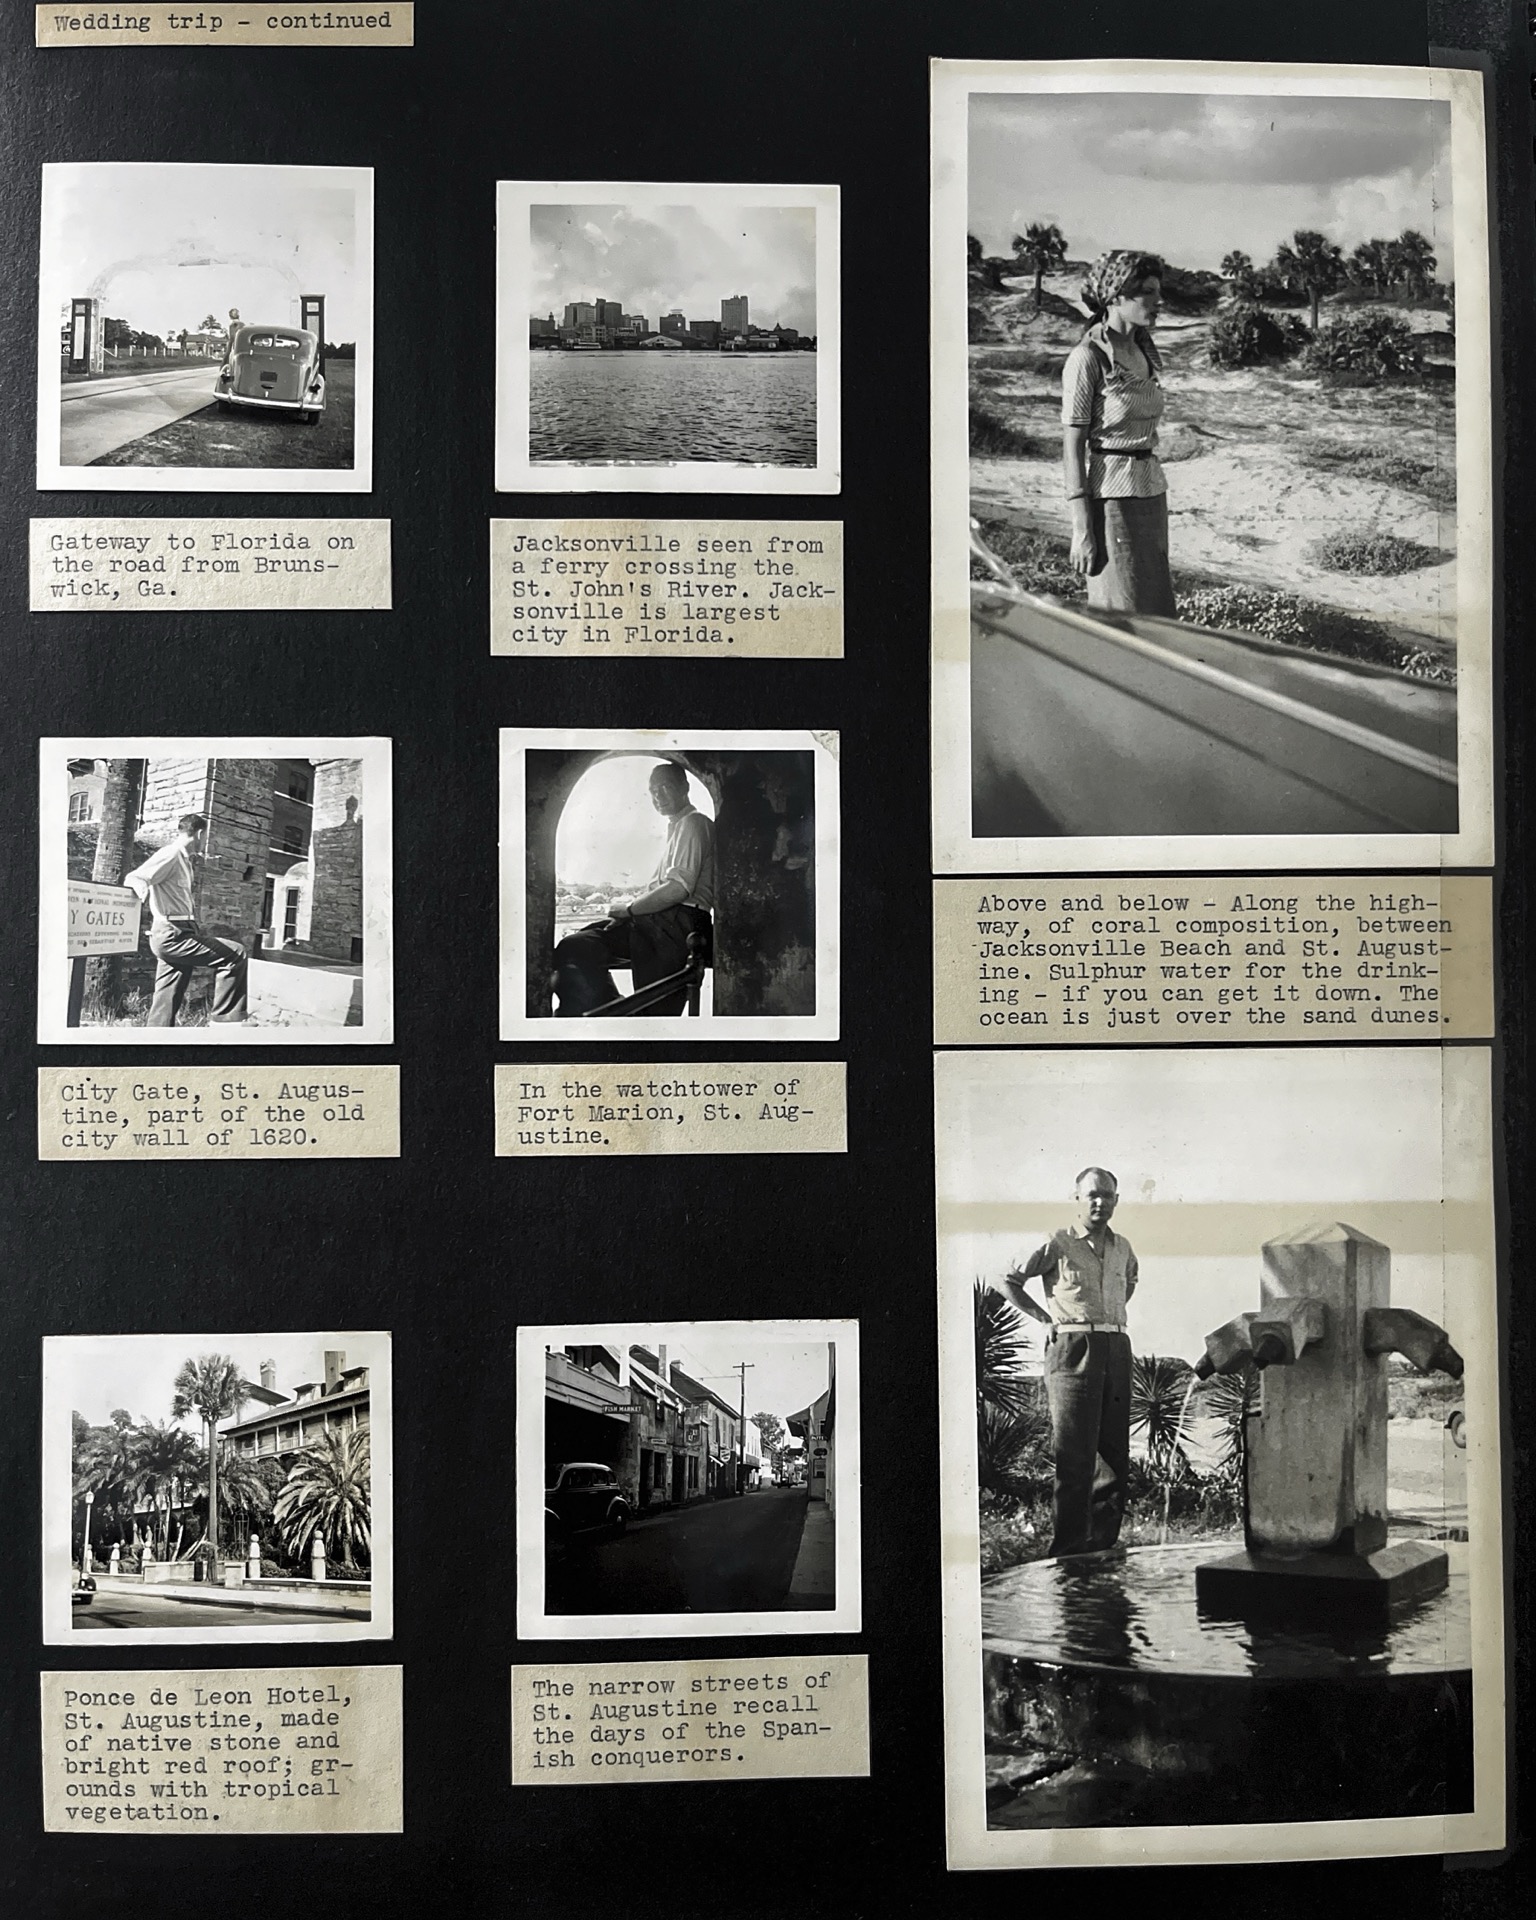 Wedding trip - continued
Gateway to Florida on
the road from Bruns-
wick, Ga.
Jacksonville seen from
a ferry crossing the
St. John's River. Jack-
sonville is largest
city in Florida.
Above and below - Along the high-
way, of coral composition, between
Jacksonville Beach and St. August-
ine. Sulphur water for the drink-
ing - if you can get it down. The
ocean is just over the sand dunes.
Y GATES
City Gate, St. Augus-
tine, part of the old
city wall of 1620.
In the watchtower of
Fort Marion, St. Aug-
ustine.
FISH MARKET
Ponce de Leon Hotel,
St. Augustine, made
of native stone and
bright red roof; gr-
ounds with tropical
vegetation.
The narrow streets of
St. Augustine recall
the days of the Span-
ish conquerors.